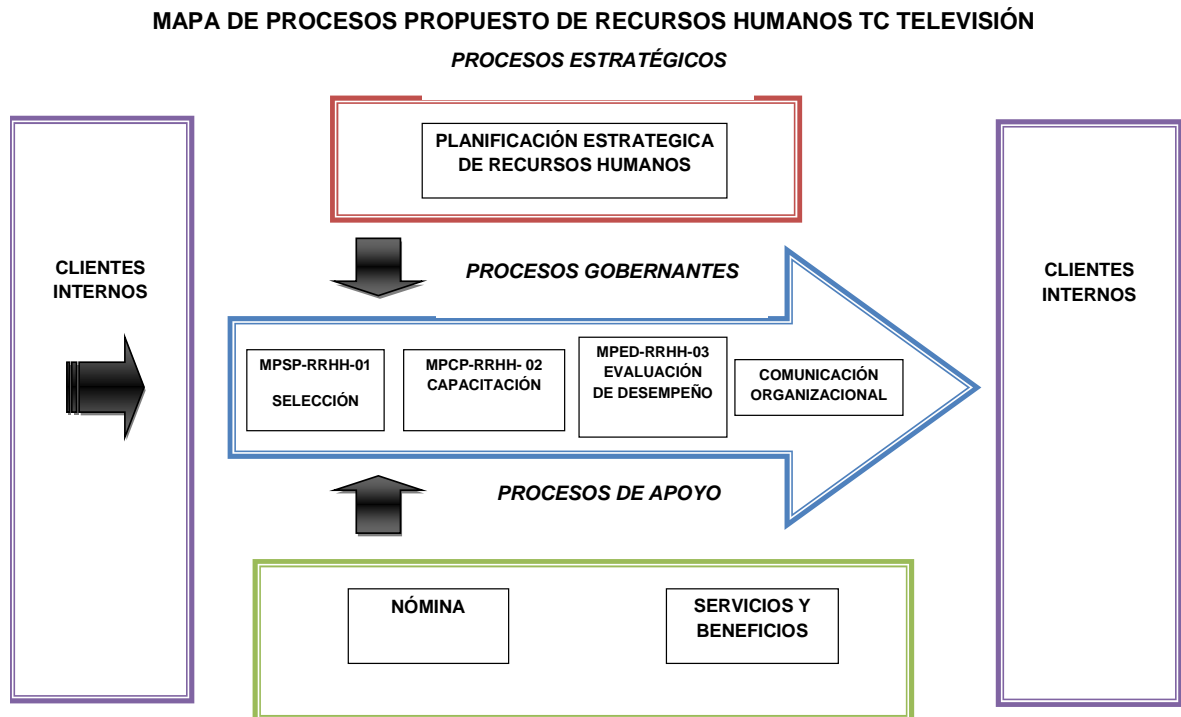 MAPA DE PROCESOS PROPUESTO DE RECURSOS HUMANOS TC TELEVISIÓN
PROCESOS ESTRATÉGICOS
PLANIFICACIÓN ESTRATEGICA
DE RECURSOS HUMANOS
CLIENTES
INTERNOS
PROCESOS GOBERNANTES
CLIENTES
INTERNOS
MPSP-RRHH-01
SELECCIÓN
MPCP-RRHH- 02
CAPACITACIÓN
MPED-RRHH-03
EVALUACIÓN
DE DESEMPEÑO
COMUNICACIÓN
ORGANIZACIONAL
PROCESOS DE APOYO
NÓMINA
SERVICIOS Y
BENEFICIOS